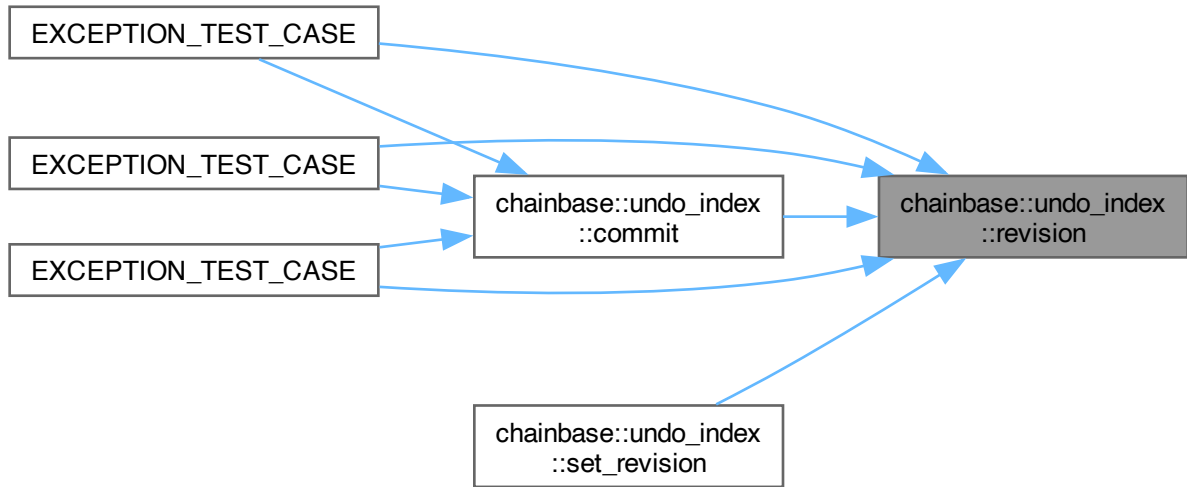 EXCEPTION_TEST_CASE
EXCEPTION_TEST_CASE
EXCEPTION_TEST_CASE
chainbase::undo_index
::commit
chainbase::undo_index
::revision
chainbase::undo_index
::set_revision